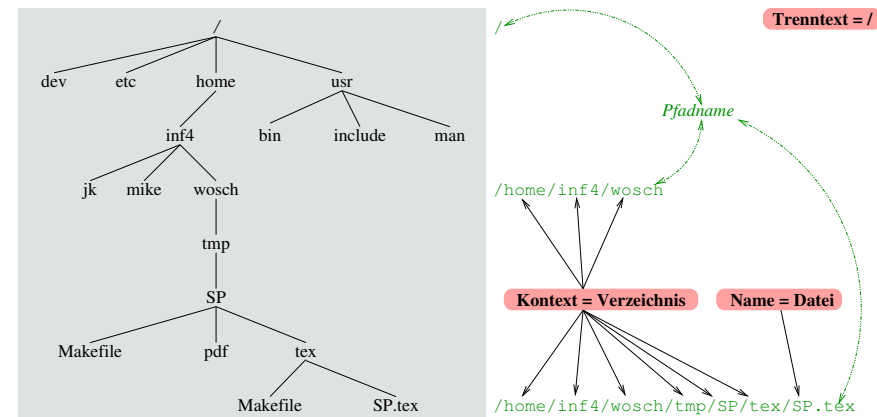 /
dev etc home usr
inf4 bin include man
jk mike wosch
tmp
SP
Makefile pdf tex
Makefile SP.tex
Trenntext = /
/
Pfadname
/home/inf4/wosch
Kontext = Verzeichnis Name = Datei
/home/inf4/wosch/tmp/SP/tex/SP.tex